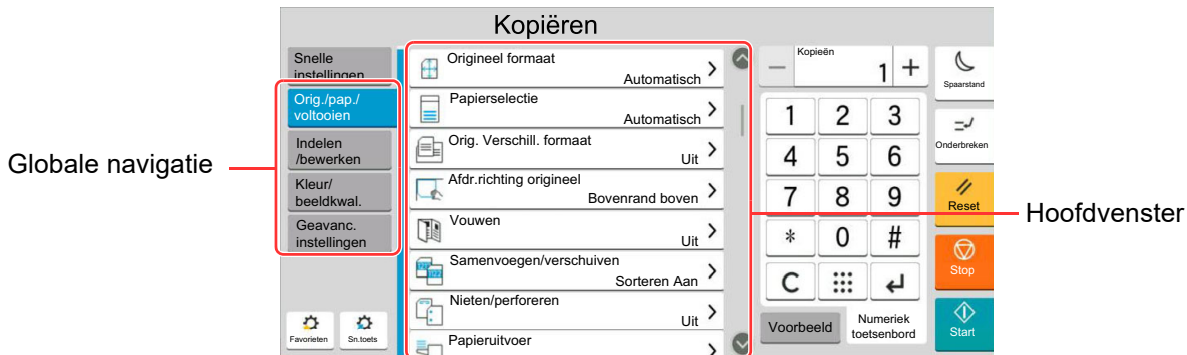 Kopiëren
Globale navigatie
Snelle
instellingen
Orig./pap./
voltooien
Indelen
/bewerken
Kleur/
beeldkwal.
Geavanc.
instellingen
Favorieten
Sn.toets
Origineel formaat
Automatisch
Papierselectie
Automatisch
Orig. Verschill. formaat
Uit
Afdr.richting origineel
Bovenrand boven
Vouwen
Uit
Samenvoegen/verschuiven
Sorteren Aan
Nieten/perforeren
Uit
Papieruitvoer
Kopieën
− 1 +
1 2 3
4 5 6
7 8 9
* 0 #
C
Voorbeeld
Numeriek
toetsenbord
Spaarstand
Onderbreken
Reset
Stop
Start
Hoofdvenster